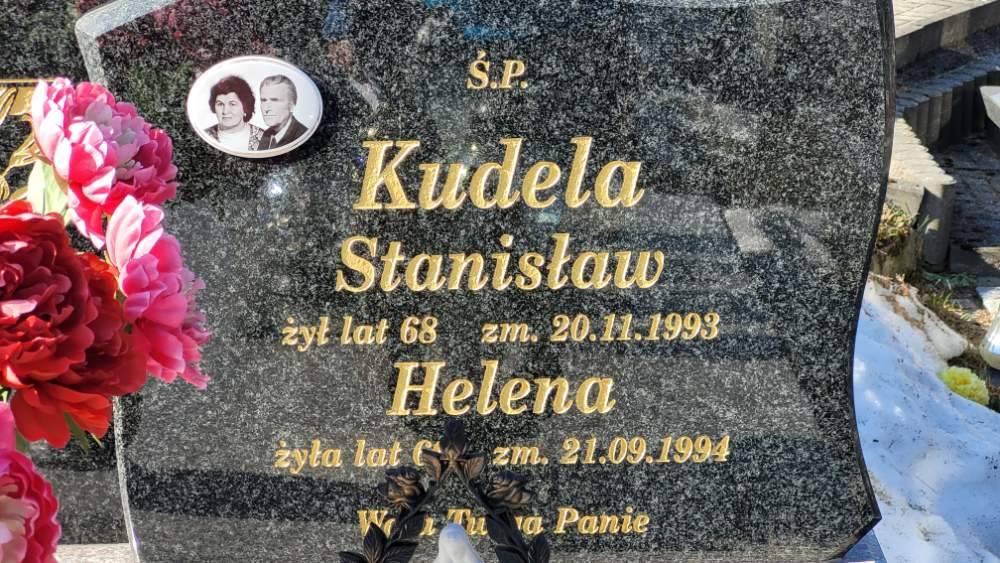 Ś.P.
Kudela
Stanisław
żył lat 68 zm. 20.11.1993
Helena
żyła lat zm. 21.09.1994
Panie